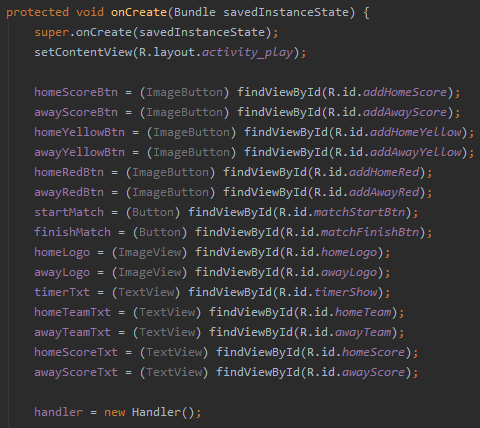 protected void onCreate(Bundle savedInstanceState) {
super.onCreate(savedInstanceState);
setContentView(R.layout.activity_play);
homeScoreBtn = (ImageButton) findViewById(R.id.addHomeScore);
awayScoreBtn = (ImageButton) findViewById(R.id.addAwayScore);
homeYellowBtn = (ImageButton) findViewById(R.id.addHomeYellow);
awayYellowBtn = (ImageButton) findViewById(R.id.addAwayYellow);
homeRedBtn = (ImageButton) findViewById(R.id.addHomeRed);
awayRedBtn = (ImageButton) findViewById(R.id.addAwayRed);
startMatch = (Button) findViewById(R.id.matchStartBtn);
finishMatch = (Button) findViewById(R.id.matchFinishBtn);
homeLogo = (ImageView) findViewById(R.id.homeLogo);
awayLogo = (ImageView) findViewById(R.id.awayLogo);
timerTxt = (TextView) findViewById(R.id.timerShow);
homeTeamTxt = (TextView) findViewById(R.id.homeTeam);
awayTeamTxt = (TextView) findViewById(R.id.awayTeam);
homeScoreTxt = (TextView) findViewById(R.id.homeScore);
awayScoreTxt = (TextView) findViewById(R.id.awayScore);
handler = new Handler();